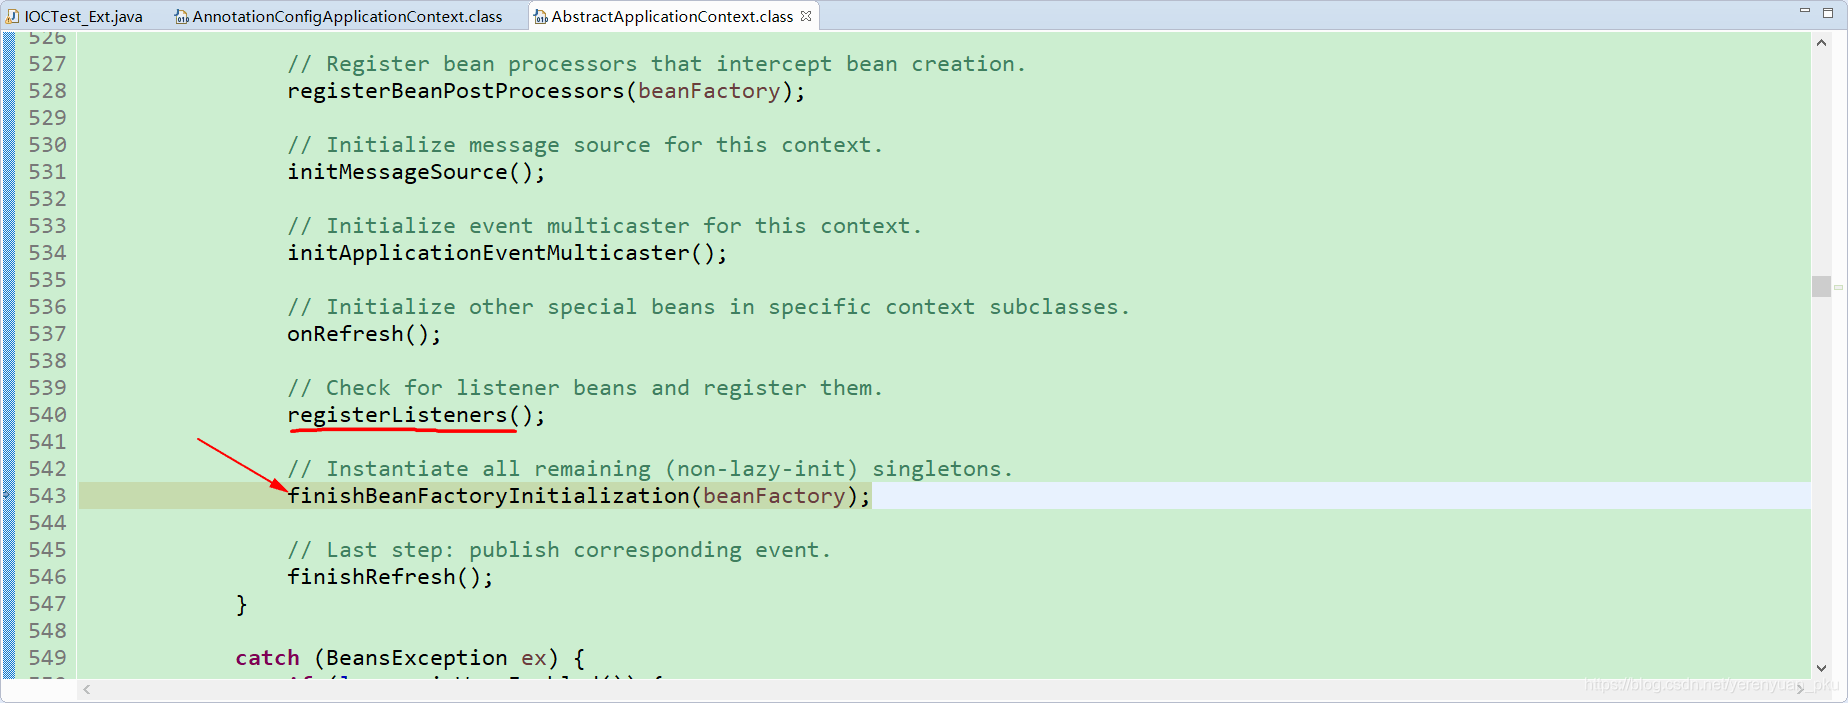 IOCTest_Ext.java AnnotationConfigApplicationContext.class AbstractApplicationContext.class
526
527 // Register bean processors that intercept bean creation.
528 registerBeanPostProcessors(beanFactory);
529
530 // Initialize message source for this context.
531 initMessageSource();
532
533 // Initialize event multicaster for this context.
534 initApplicationEventMulticaster();
535
536 // Initialize other special beans in specific context subclasses.
537 onRefresh();
538
539 // Check for listener beans and register them.
540 registerListeners();
541
542 // Instantiate all remaining (non-lazy-init) singletons.
543 finishBeanFactoryInitialization(beanFactory);
544
545 // Last step: publish corresponding event.
546 finishRefresh();
547 }
548
549 catch (BeansException ex) {
https://blog.csdn.net/yerenyuan_pku